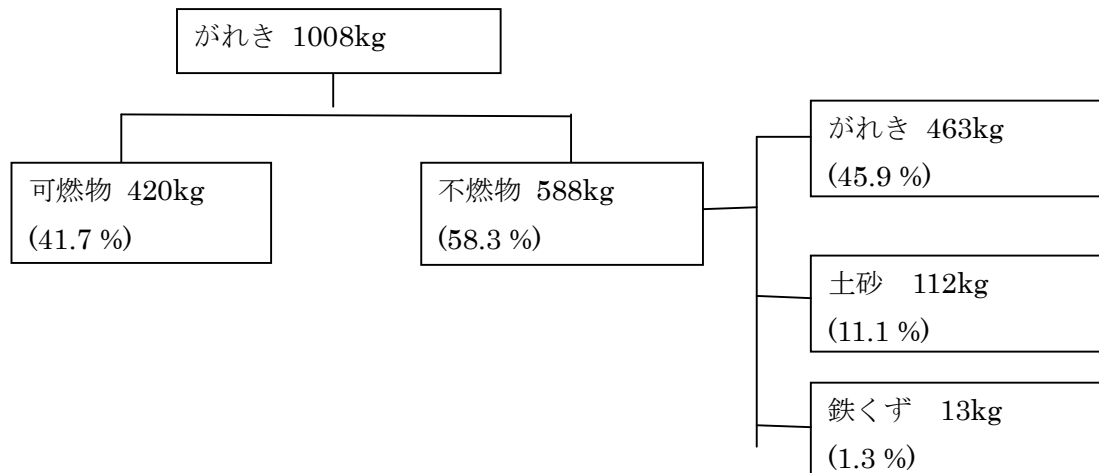 がれき 1008kg
可燃物 420kg
(41.7 %)
不燃物 588kg
(58.3 %)
がれき 463kg
(45.9 %)
土砂　112kg
(11.1 %)
鉄くず　13kg
(1.3 %)